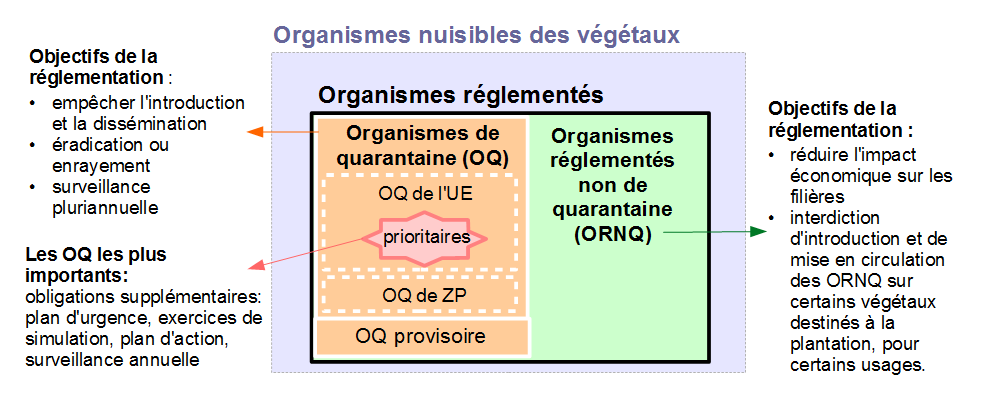 Organismes nuisibles des végétaux
Objectifs de la
réglementation :
• empêcher l'introduction
et la dissémination
• éradication ou
enrayement
• surveillance
pluriannuelle
Les OQ les plus
importants:
obligations supplémentaires:
plan d'urgence, exercices de
simulation, plan d'action,
surveillance annuelle
Organismes réglementés
Organismes de
quarantaine (OQ)
OQ de l'UE
prioritaires
OQ de ZP
OQ provisoire
Organismes
réglementés
non de
quarantaine
(ORNQ)
Objectifs de la
réglementation :
• réduire l'impact
économique sur les
filières
• interdiction
d'introduction et de
mise en circulation
des ORNQ sur
certains végétaux
destinés à la
plantation, pour
certains usages.